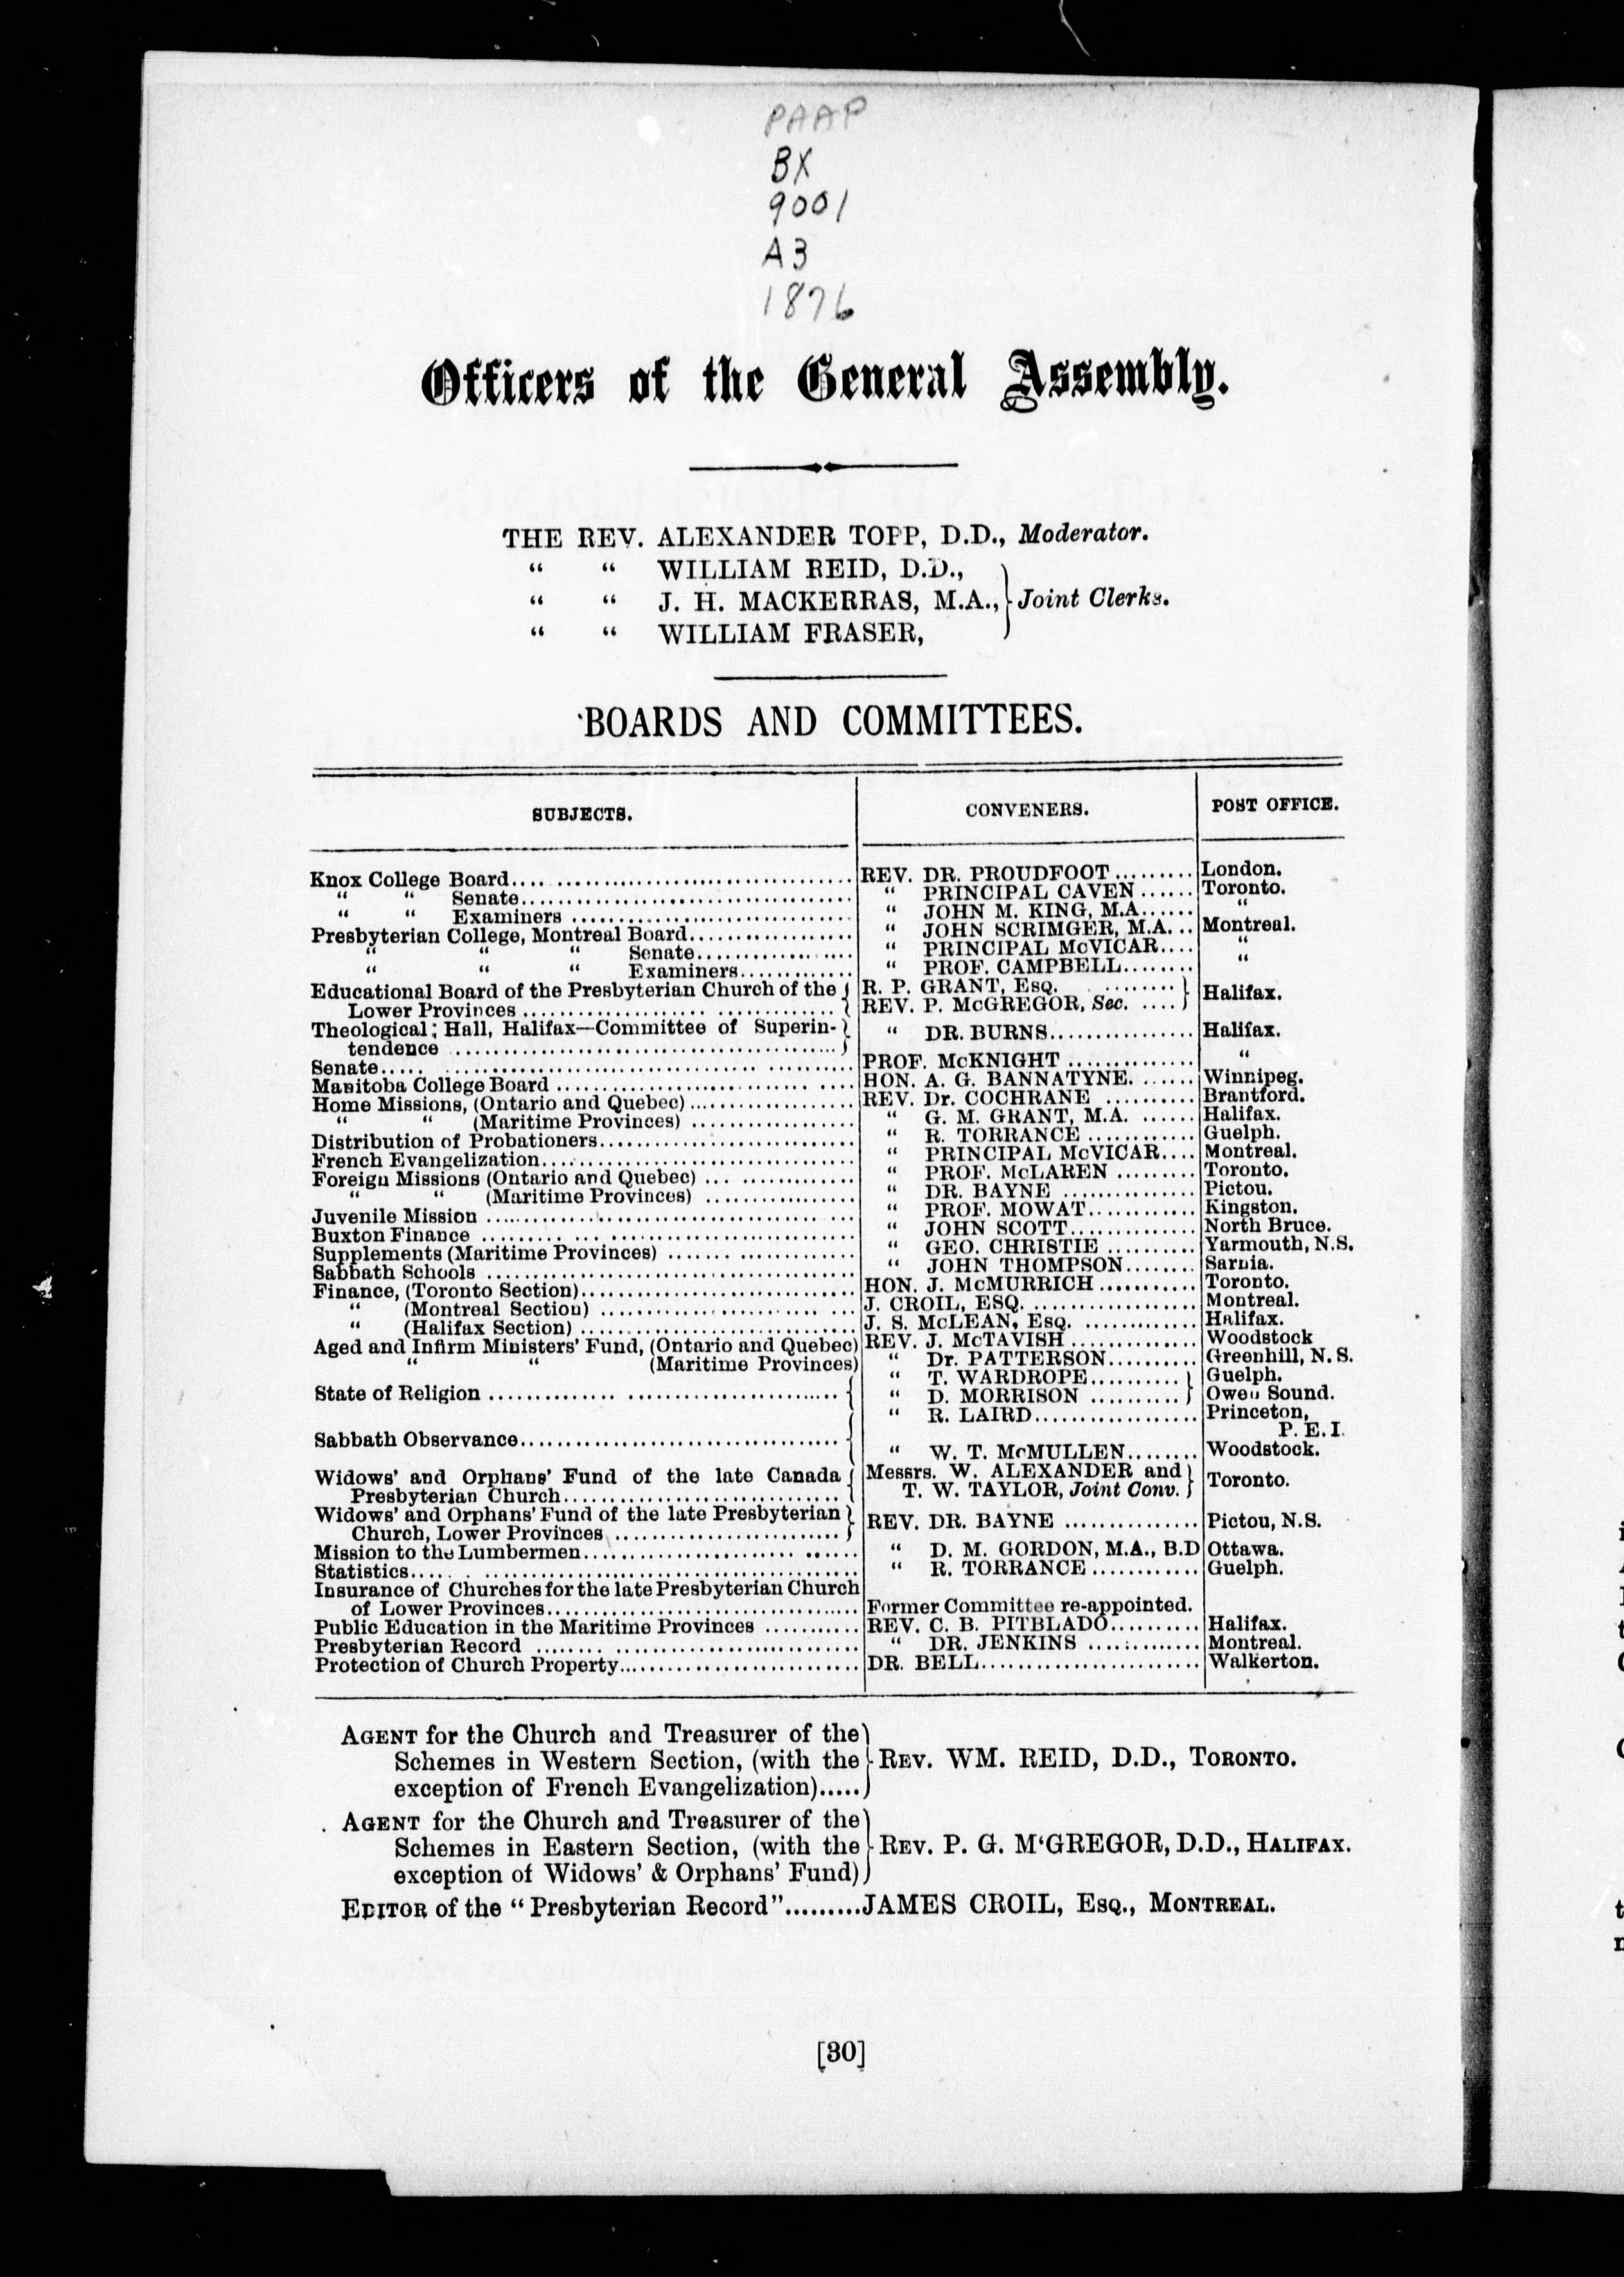 PAAP
BX
9001
A3
1876
Officers of the General Assembly.
THE REV. ALEXANDER TOPP, D.D., Moderator.
“ “ WILLIAM REID, D.D.,
“ “ J. H. MACKERRAS, M.A., } Joint Clerks.
“ “ WILLIAM FRASER,
BOARDS AND COMMITTEES.
SUBJECTS. CONVENERS. POST OFFICE.
Knox College Board.... REV. DR. PROUDFOOT ......... London.
“ “ Senate.... “ PRINCIPAL CAVEN ...... Toronto.
“ “ Examiners .... “ JOHN M. KING, M.A...... “
Presbyterian College, Montreal Board.... “ JOHN SCRIMGER, M.A... Montreal.
“ “ “ Senate.... “ PRINCIPAL McVICAR.... “
“ “ “ Examiners.... “ PROF. CAMPBELL........ “
Educational Board of the Presbyterian Church of the { R. P. GRANT, ESQ. ........ }
Lower Provinces .... { REV. P. McGREGOR, Sec. .... } Halifax.
Theological; Hall, Halifax—Committee of Superin- }
tendence .... } “ DR. BURNS.... Halifax.
Senate.... PROF. McKNIGHT .... “
Manitoba College Board .... HON. A. G. BANNATYNE. ...... Winnipeg.
Home Missions, (Ontario and Quebec) .... REV. Dr. COCHRANE .......... Brantford.
“ “ (Maritime Provinces) .... “ G. M. GRANT, M.A. ...... Halifax.
Distribution of Probationers.... “ R. TORRANCE .... Guelph.
French Evangelization.... “ PRINCIPAL McVICAR.... Montreal.
Foreign Missions (Ontario and Quebec) .... “ PROF. McLAREN ......... Toronto.
“ “ (Maritime Provinces) .... “ DR. BAYNE .... Pictou.
Juvenile Mission .... “ PROF. MOWAT.... Kingston.
Buxton Finance .... “ JOHN SCOTT.... North Bruce.
Supplements (Maritime Provinces) .... “ GEO. CHRISTIE .......... Yarmouth, N.S.
Sabbath Schools .... “ JOHN THOMPSON........ Sarnia.
Finance, (Toronto Section).... HON. J. McMURRICH .... Toronto.
“ (Montreal Section) .... J. CROIL, ESQ. .... Montreal.
“ (Halifax Section) .... J. S. McLEAN, ESQ. .... Halifax.
Aged and Infirm Ministers' Fund, (Ontario and Quebec) REV. J. McTAVISH .... Woodstock
“ “ (Maritime Provinces) “ Dr. PATTERSON.......... Greenhill, N. S.
“ T. WARDROPE.......... } Guelph.
State of Religion .... { “ D. MORRISON .......... } Owen Sound.
“ R. LAIRD.... Princeton,
P. E. I.
Sabbath Observance.... { “ W. T. McMULLEN........ Woodstock.
Widows' and Orphans' Fund of the late Canada { Messrs. W. ALEXANDER and }
Presbyterian Church.... { T. W. TAYLOR, Joint Conv. } Toronto.
Widows' and Orphans' Fund of the late Presbyterian }
Church, Lower Provinces .... } REV. DR. BAYNE .... Pictou, N.S.
Mission to the Lumbermen.... “ D. M. GORDON, M.A., B.D Ottawa.
Statistics.... “ R. TORRANCE .... Guelph.
Insurance of Churches for the late Presbyterian Church
of Lower Provinces.... Former Committee re-appointed.
Public Education in the Maritime Provinces .... REV. C. B. PITBLADO.......... Halifax.
Presbyterian Record .... “ DR. JENKINS .... Montreal.
Protection of Church Property.... DR. BELL.... Walkerton.
AGENT for the Church and Treasurer of the }
Schemes in Western Section, (with the } REV. WM. REID, D.D., TORONTO.
exception of French Evangelization)..... }
AGENT for the Church and Treasurer of the }
Schemes in Eastern Section, (with the } REV. P. G. M‘GREGOR, D.D., HALIFAX.
exception of Widows' & Orphans' Fund) }
EDITOR of the “Presbyterian Record”.........JAMES CROIL, ESQ., MONTREAL.
[30]